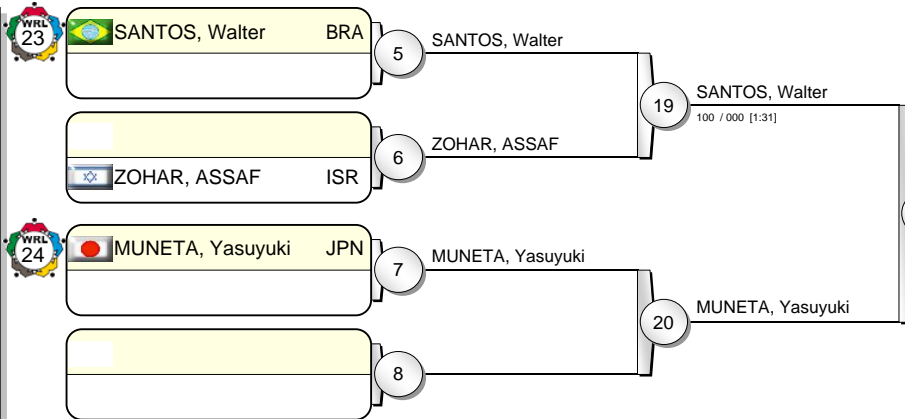 WRL
23
SANTOS, Walter BRA
5
SANTOS, Walter
19
SANTOS, Walter
100 / 000 [1:31]
6
ZOHAR, ASSAF
ZOHAR, ASSAF ISR
WRL
24
MUNETA, Yasuyuki JPN
7
MUNETA, Yasuyuki
20
MUNETA, Yasuyuki
8